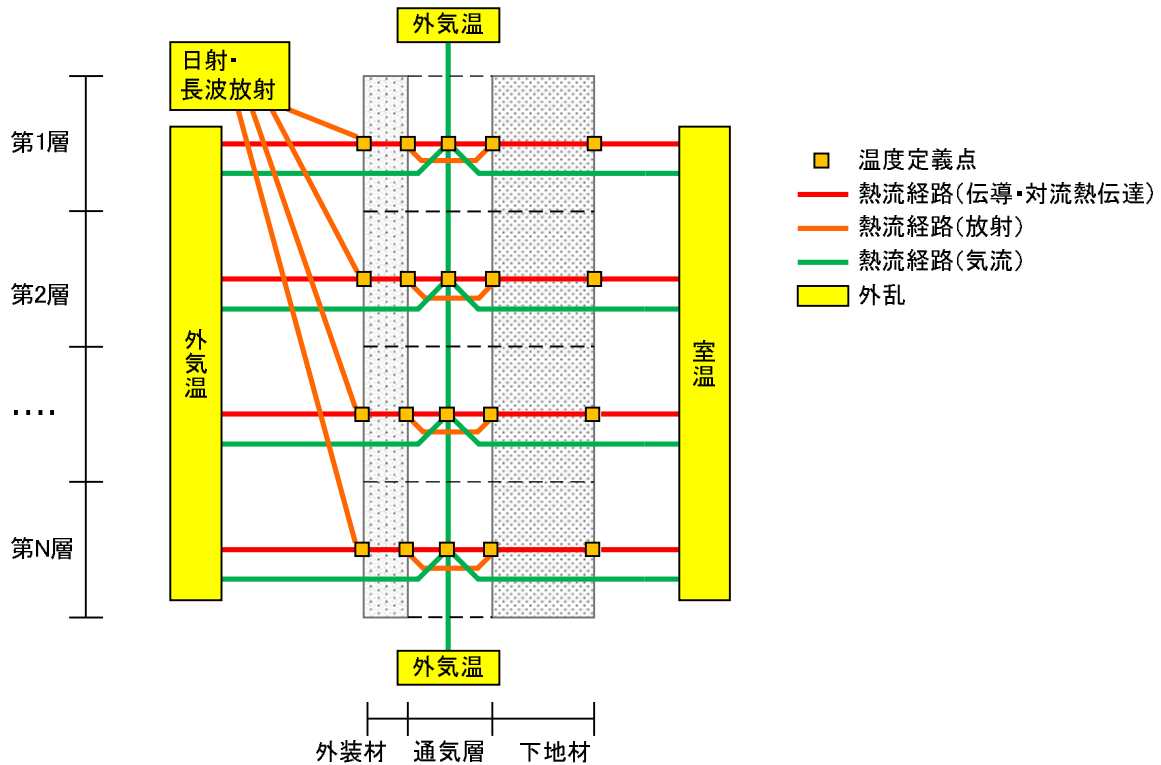 外気温
日射・
長波放射
第1層
第2層
‥‥
第N層
外気温
室温
外気温
外装材
通気層
下地材
温度定義点
熱流経路(伝導・対流熱伝達)
熱流経路(放射)
熱流経路(気流)
外乱